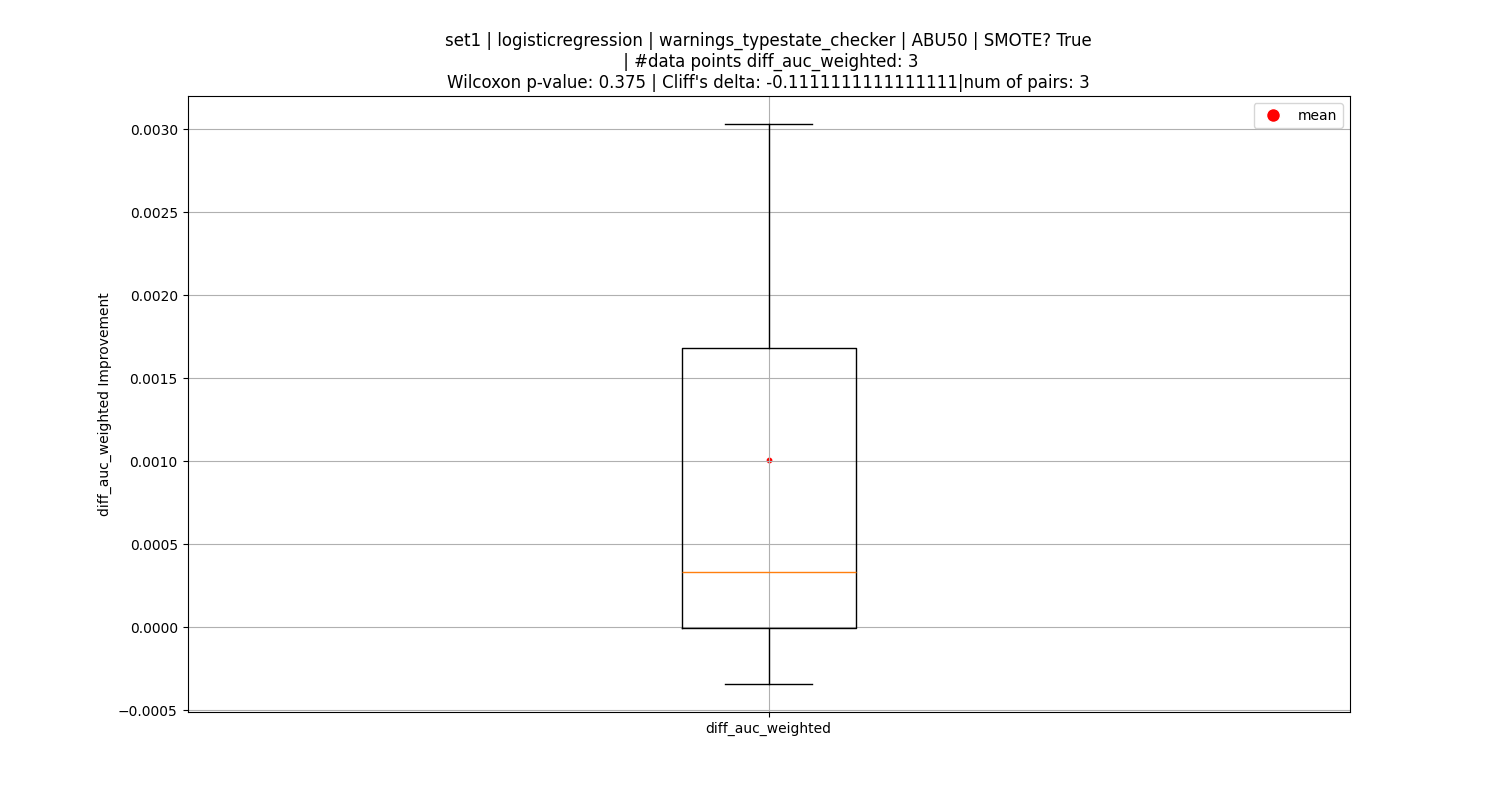 set1 | logisticregression | warnings_typestate_checker | ABU50 | SMOTE? True
| #data points diff_auc_weighted: 3
Wilcoxon p-value: 0.375 | Cliff's delta: -0.1111111111111111|num of pairs: 3
mean
0.0030
0.0025
0.0020
0.0015
0.0010
0.0005
0.0000
−0.0005
diff_auc_weighted Improvement
diff_auc_weighted